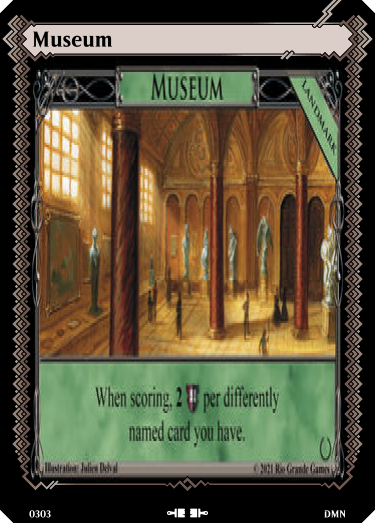 Museum
MUSEUM
LANDMARK
When scoring, 2 per differently
named card you have.
Illustration: Julien Delval
© 2021 Rio Grande Games
0303
DMN